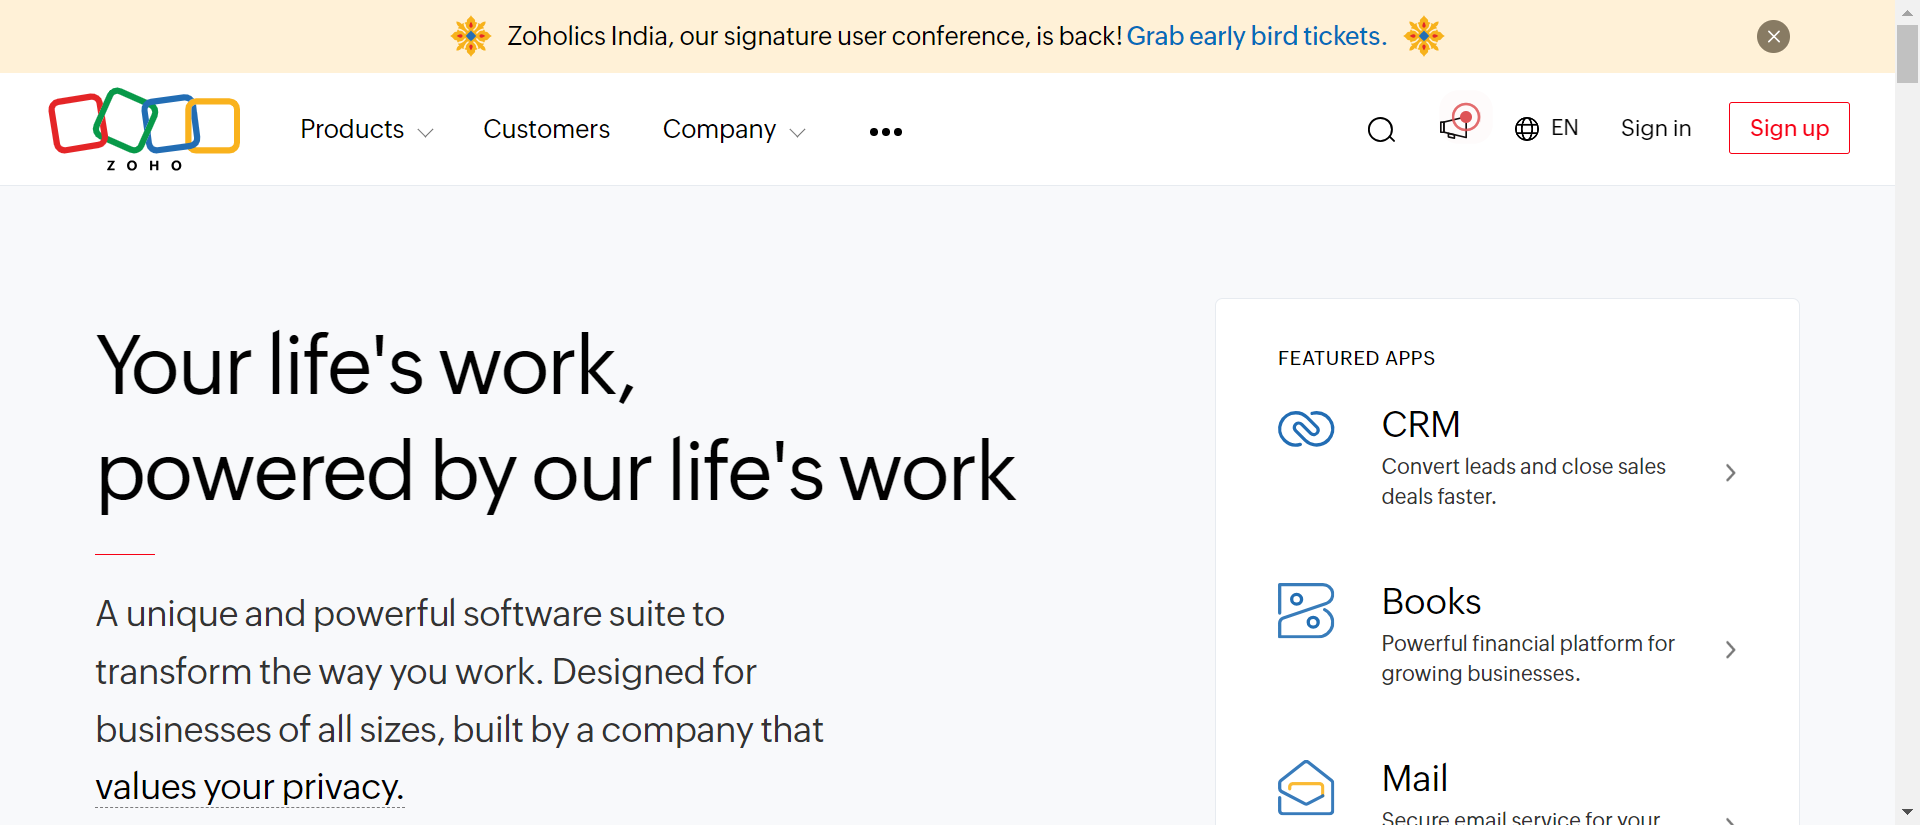 Zoholics India, our signature user conference, is back! Grab early bird tickets.
ZOHO
Products
Customers
Company
EN
Sign in
Sign up
Your life's work,
powered by our life's work
A unique and powerful software suite to
transform the way you work. Designed for
businesses of all sizes, built by a company that
values your privacy.
FEATURED APPS
CRM
Convert leads and close sales
deals faster.
Books
Powerful financial platform for
growing businesses.
Mail
Secure email service for your